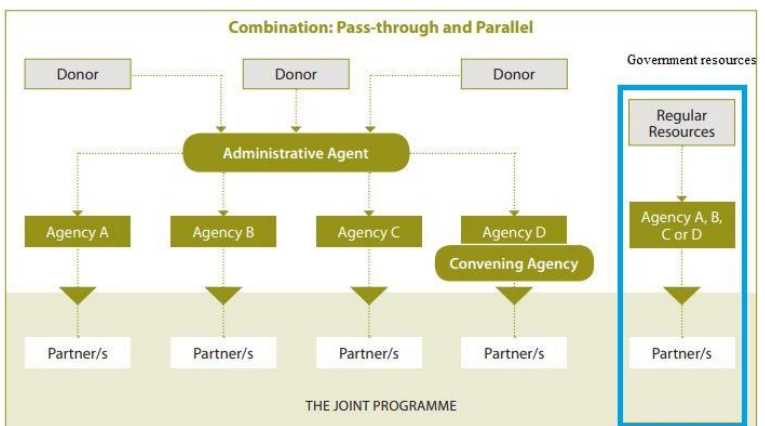 Combination: Pass-through and Parallel
Government resources
Donor
Donor
Donor
Regular
Resources
Administrative Agent
Agency A
Agency B
Agency C
Agency D
Agency A, B,
C or D
Convening Agency
Partner/s
Partner/s
Partner/s
Partner/s
Partner/s
THE JOINT PROGRAMME